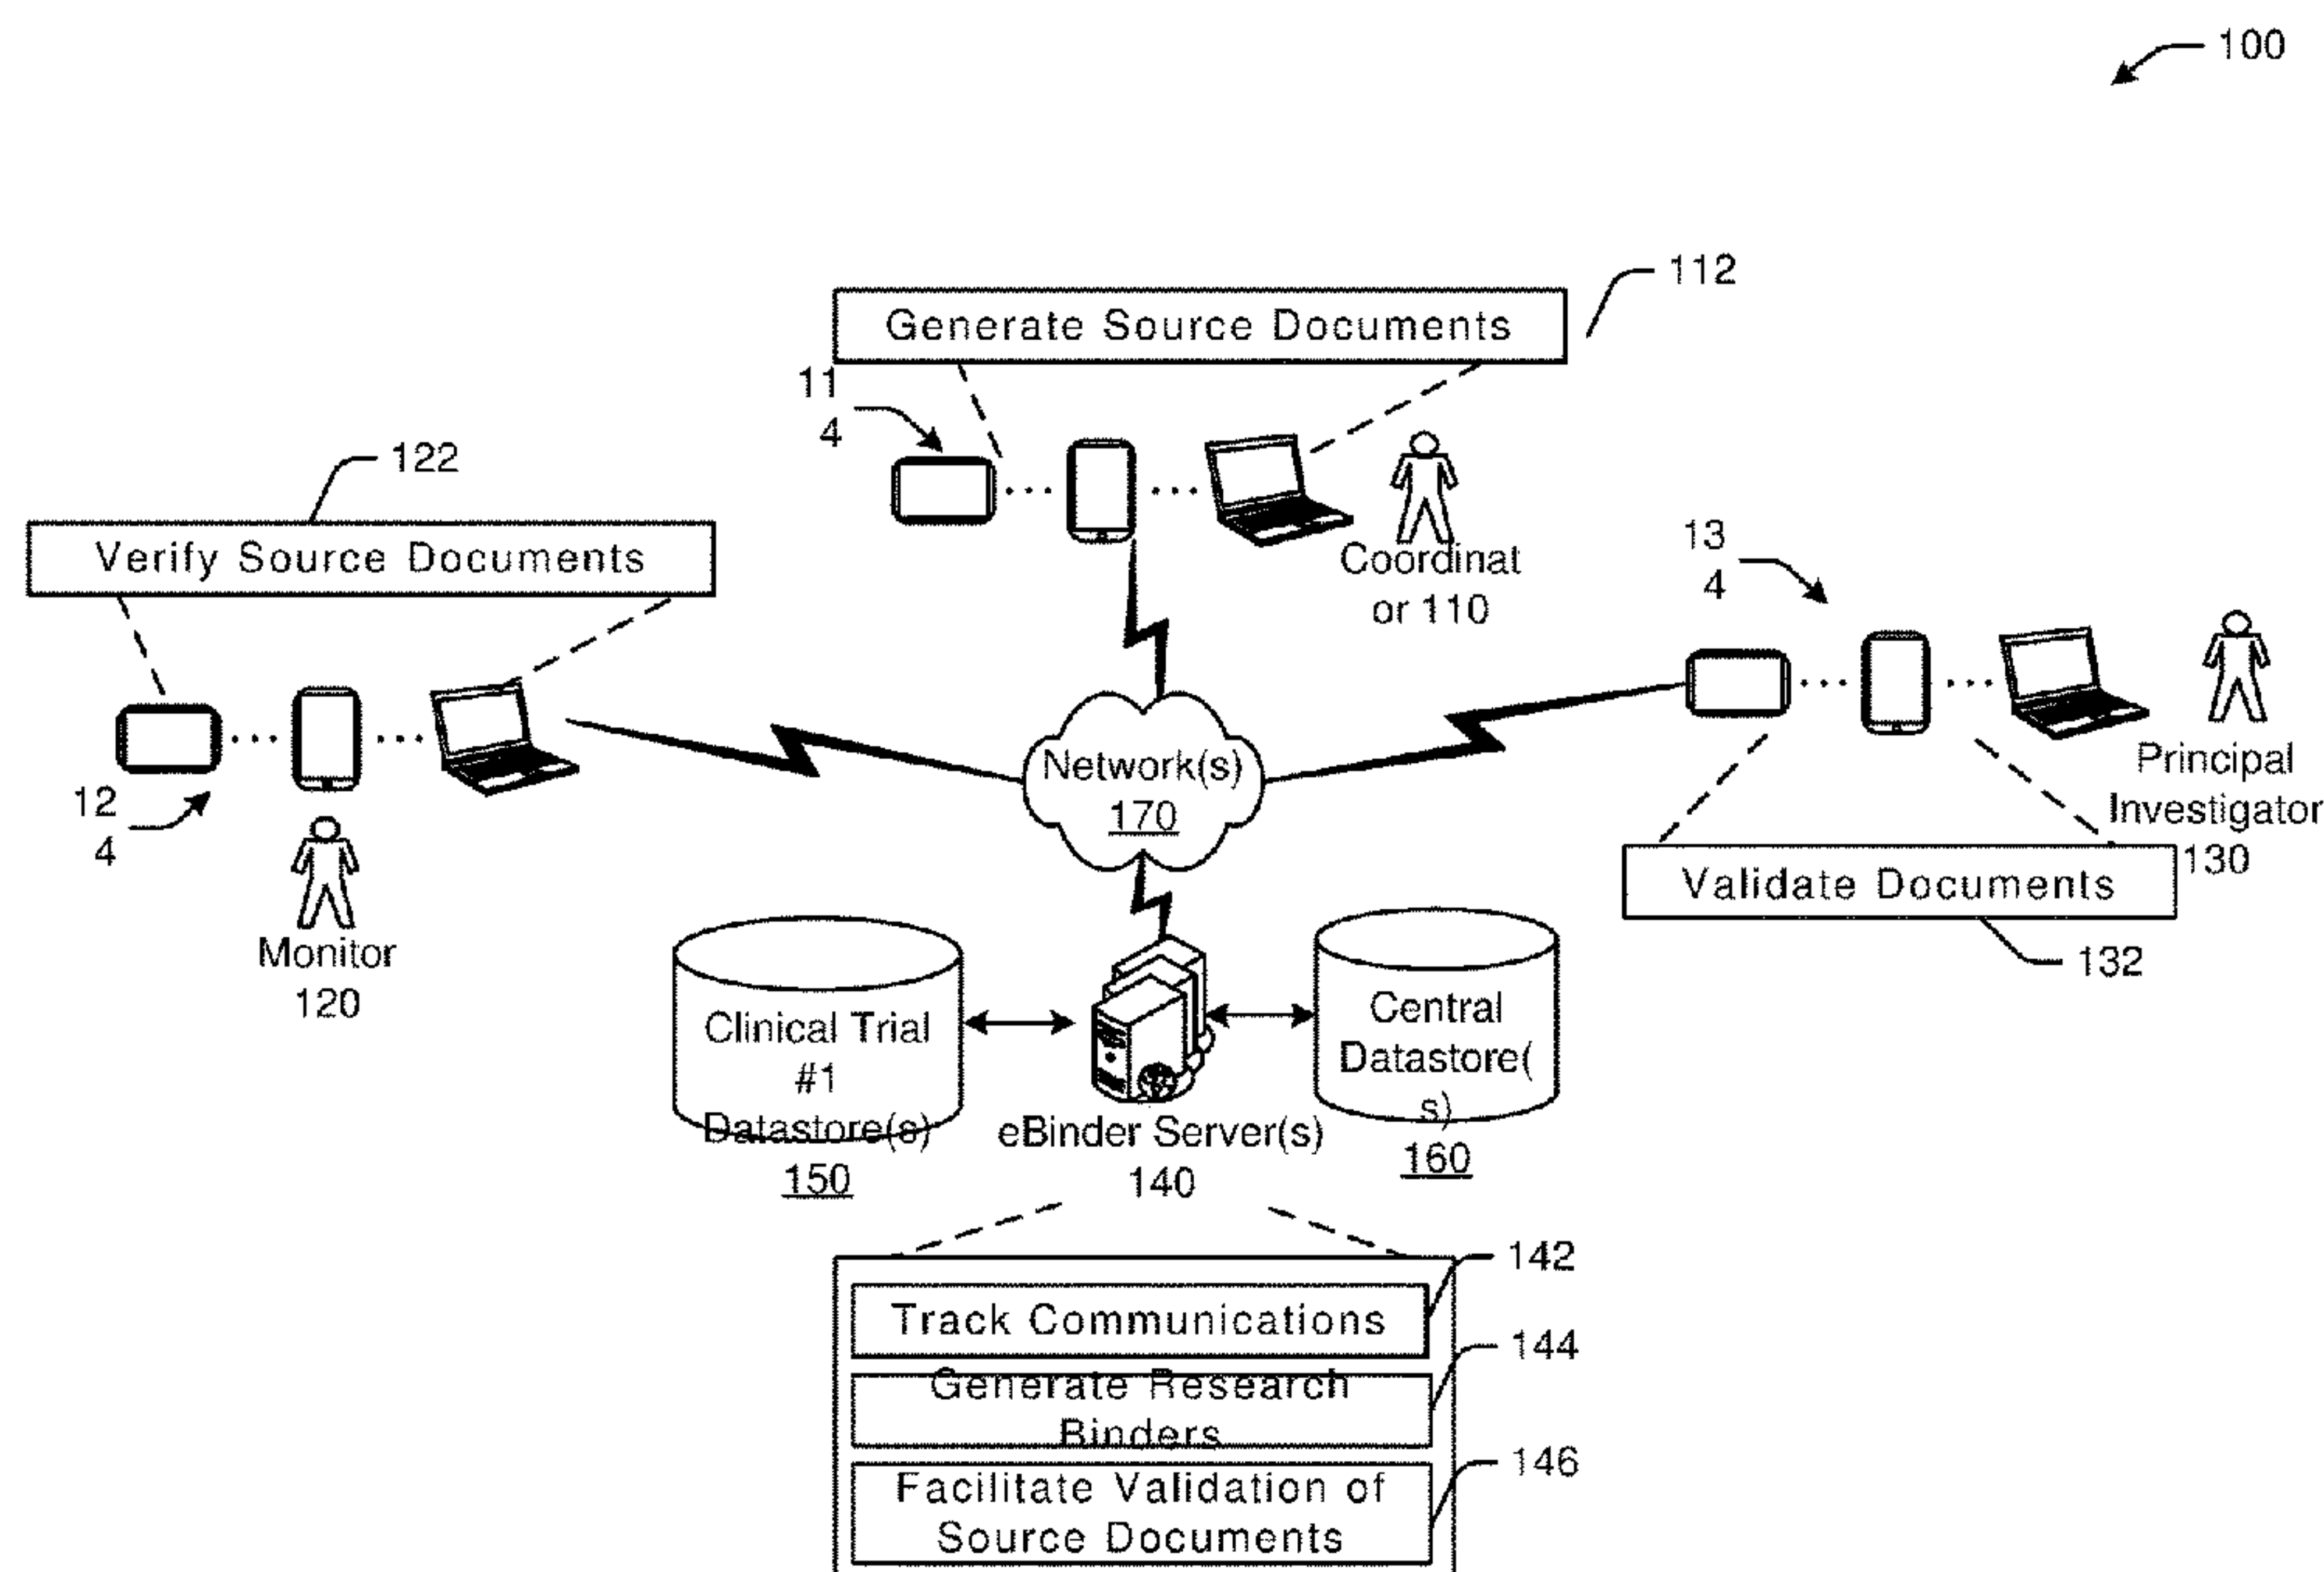 100
112
Generate Source Documents
11
4
122
Verify Source Documents
Coordinat
or 110
13
4
Principal
Investigator
130
12
4
Monitor
120
Network(s)
170
Validate Documents
132
Clinical Trial
#1
Datastore(s)
150
eBinder Server(s)
140
Central
Datastore(
s)
160
142
Track Communications
144
Generate Research
Binders
146
Facilitate Validation of
Source Documents